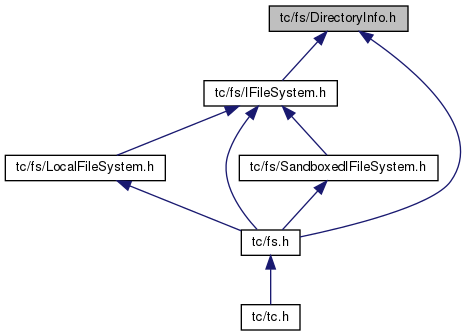 tc/fs/DirectoryInfo.h
tc/fs/IFileSystem.h
tc/fs/LocalFileSystem.h
tc/fs/SandboxedIFileSystem.h
tc/fs.h
tc/tc.h